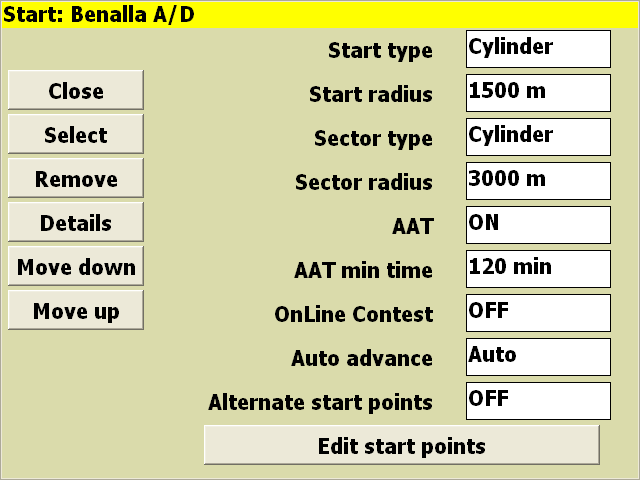 Start: Benalla A/D
Start type Cylinder
Close
Start radius 1500 m
Select
Sector type Cylinder
Remove
Sector radius 3000 m
Details
AAT ON
Move down
AAT min time 120 min
Move up
OnLine Contest OFF
Auto advance Auto
Alternate start points OFF
Edit start points